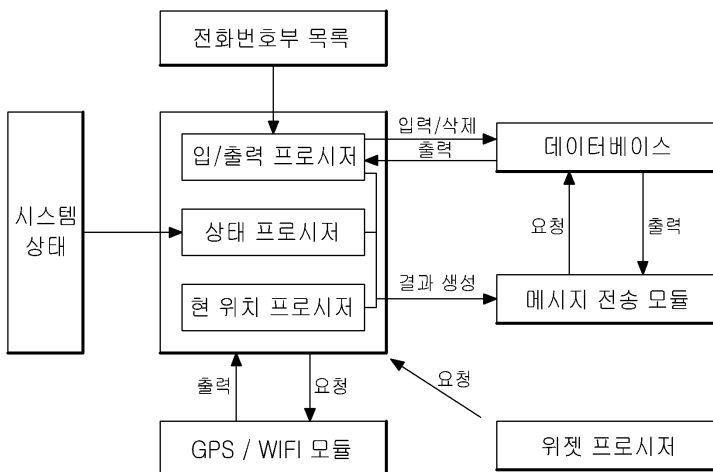 전화번호부 목록
입/출력 프로시저
입력/삭제
출력
데이터베이스
시스템
상태
상태 프로시저
요청
출력
현 위치 프로시저
결과 생성
메시지 전송 모듈
출력
요청
요청
GPS / WIFI 모듈
위젯 프로시저